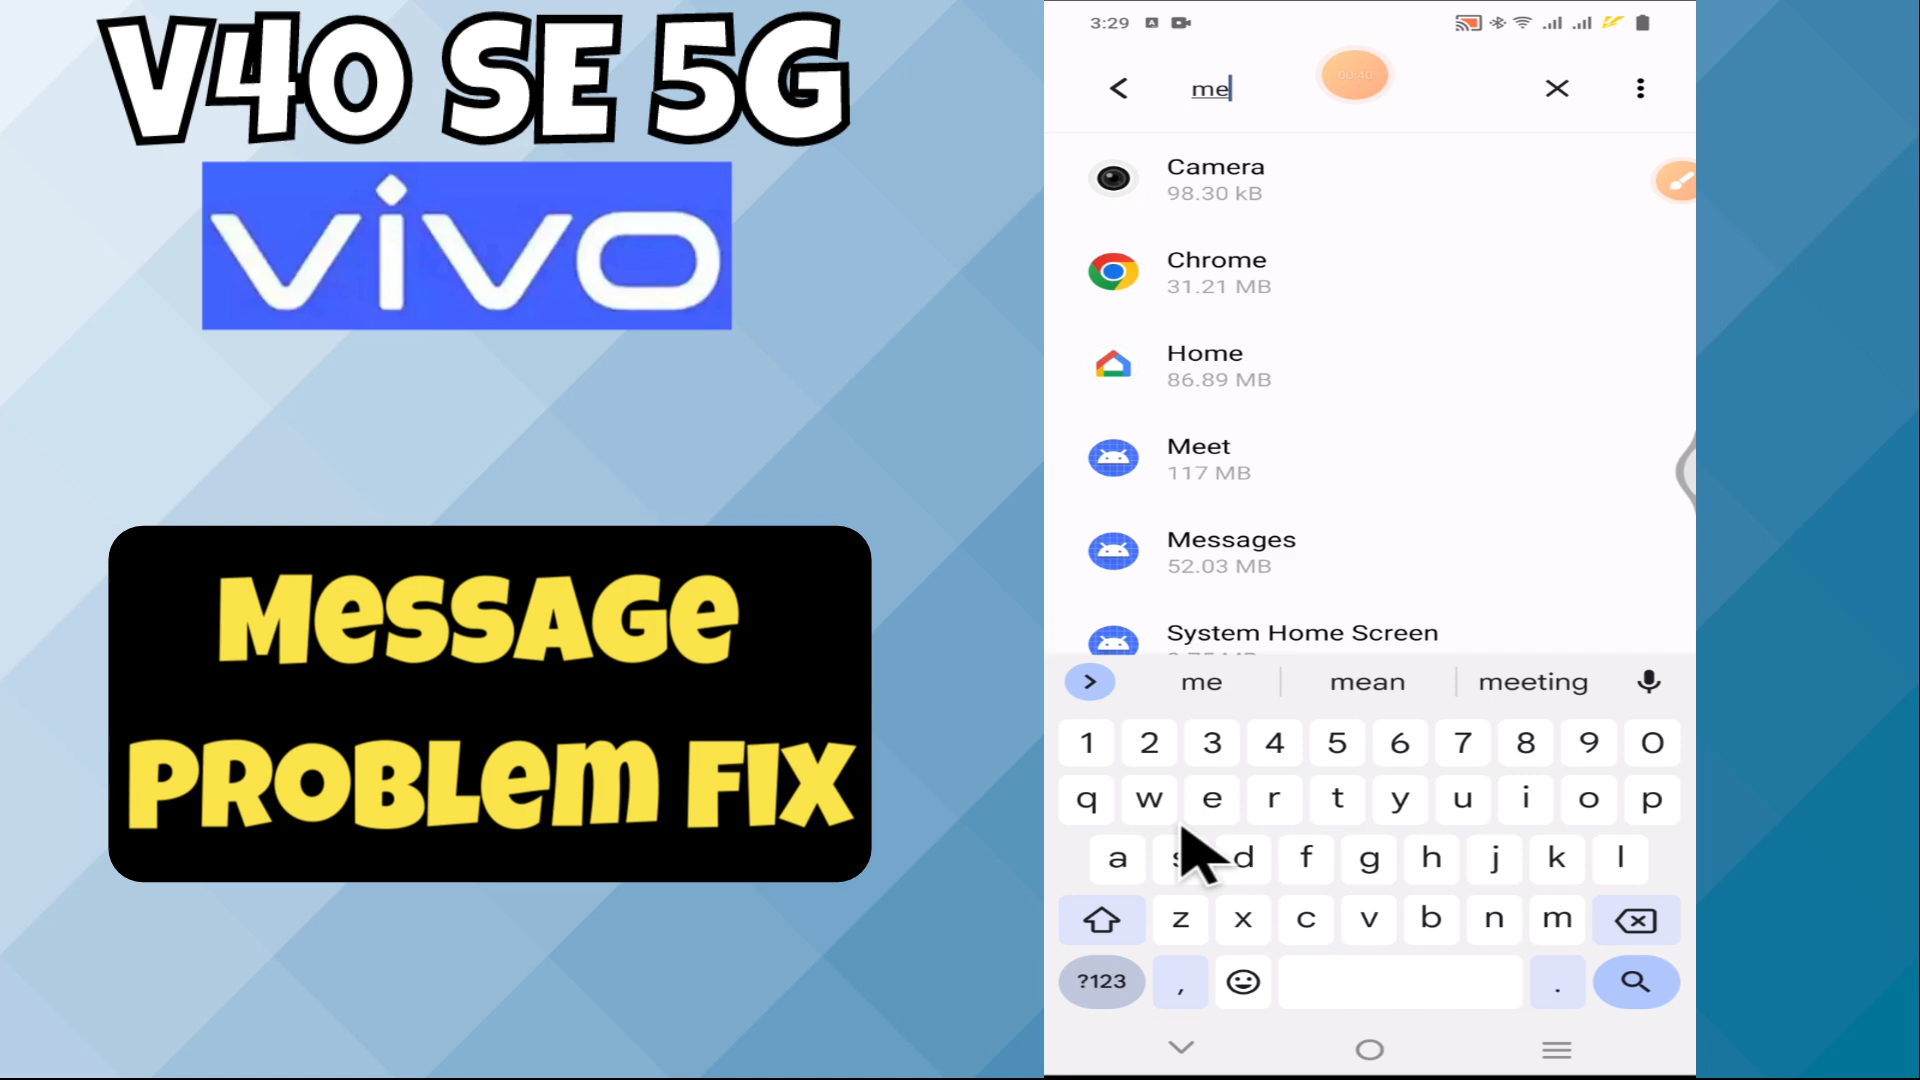 V40 SE 5G
vivo
MESSAGE
PROBLEM FIX
3:29
me
00:40
Camera
98.30 kB
Chrome
31.21 MB
Home
86.89 MB
Meet
117 MB
Messages
52.03 MB
System Home Screen
me mean meeting
1 2 3 4 5 6 7 8 9 0
q w e r t y u i o p
a s d f g h j k l
z x c v b n m
?123 , .